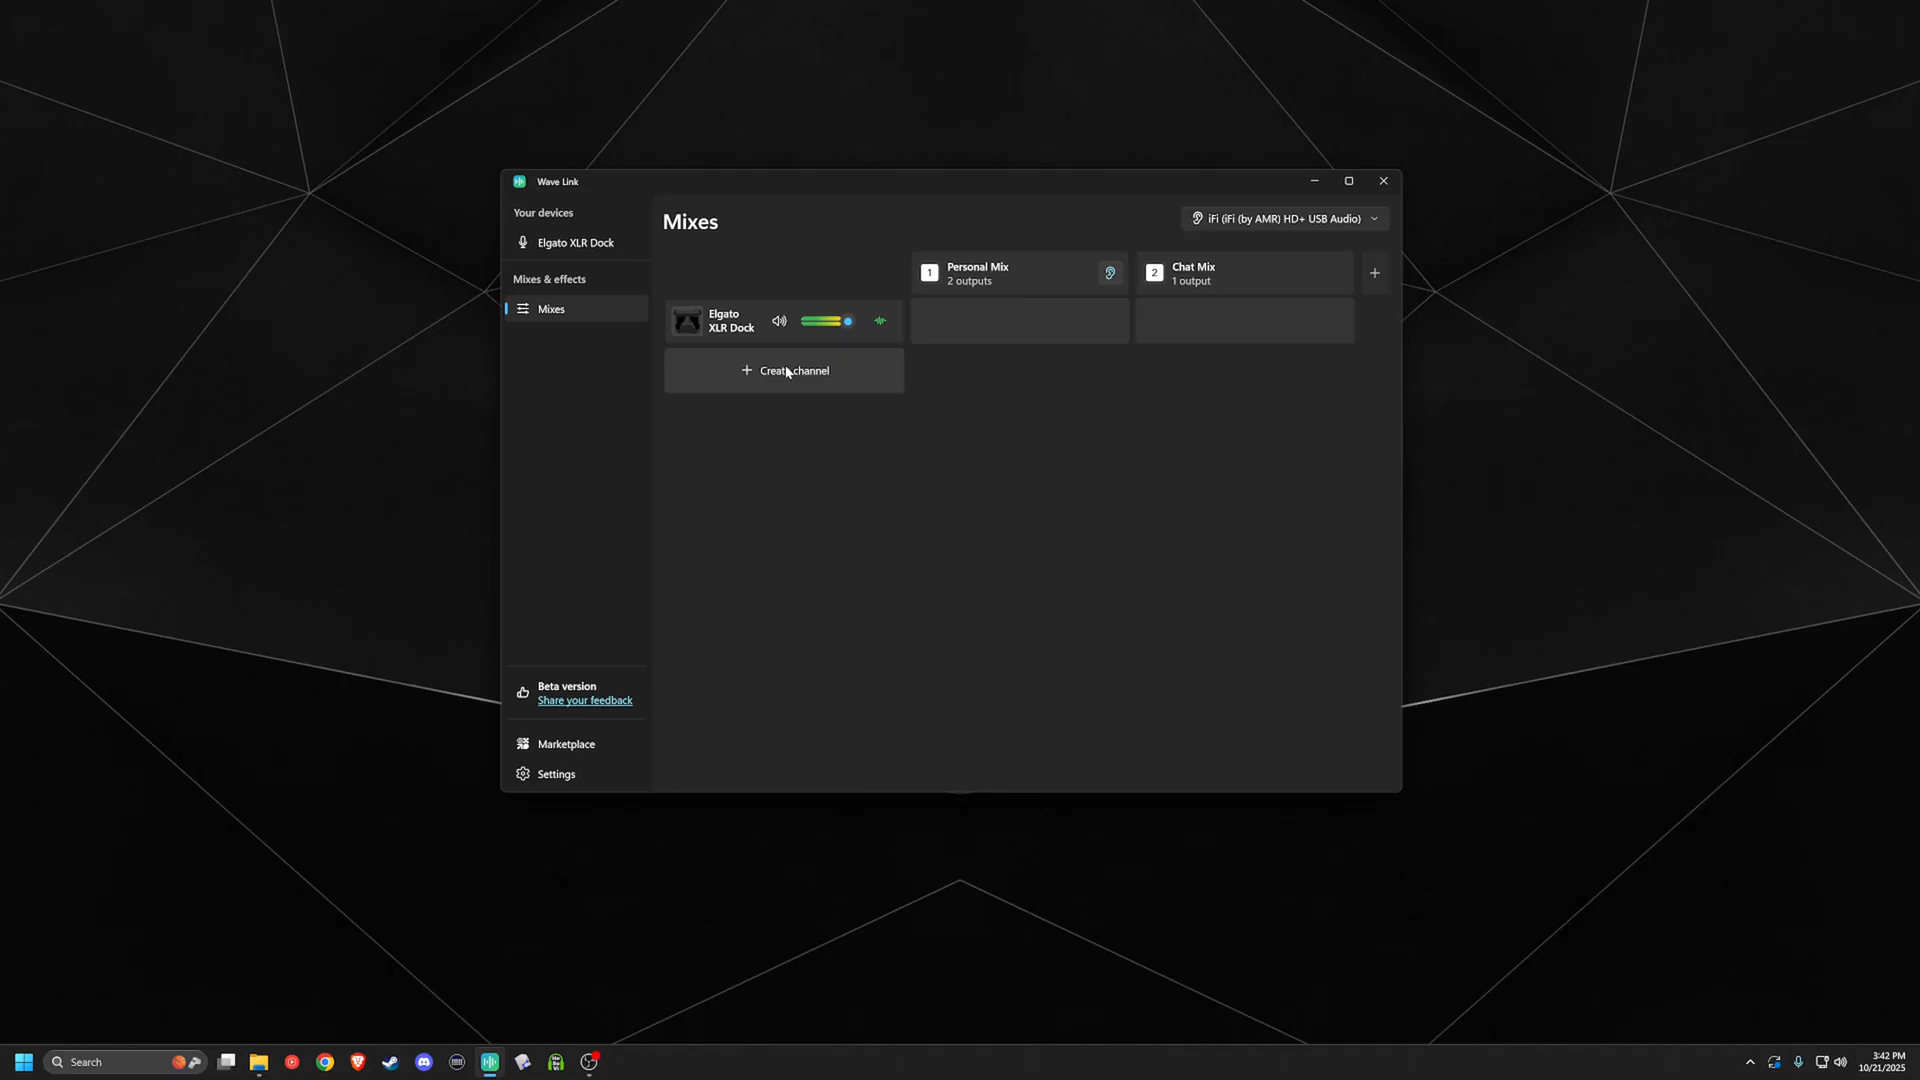 Wave Link
Your devices
Elgato XLR Dock
Mixes & effects
Mixes
Beta version
Share your feedback
Marketplace
Settings
Mixes
iFi (iFi (by AMR) HD+ USB Audio)
1
Personal Mix
2 outputs
2
Chat Mix
1 output
Elgato
XLR Dock
Create channel
Search
3:42 PM
10/21/2025